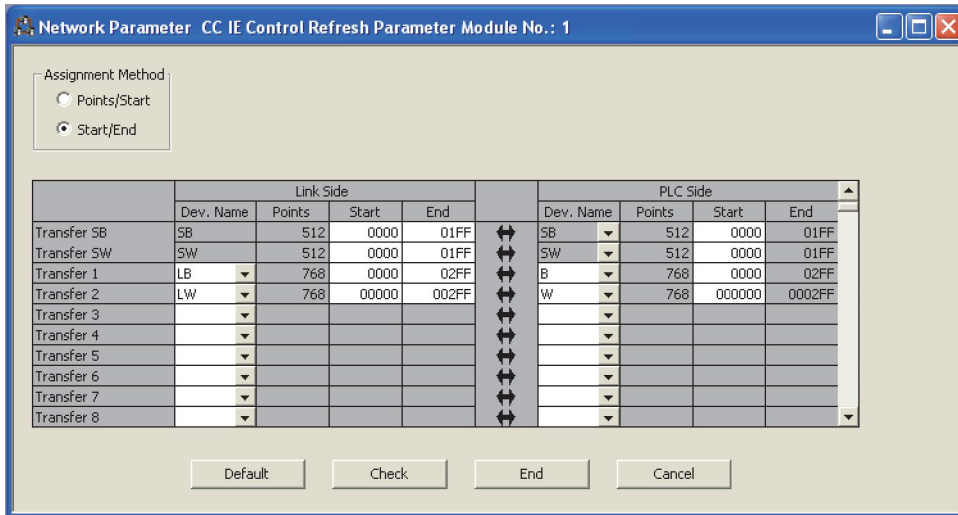 Network Parameter CC IE Control Refresh Parameter Module No.: 1
Assignment Method
Points/Start
Start/End
Link Side PLC Side
Dev. Name Points Start End Dev. Name Points Start End
Transfer SB SB 512 0000 01FF SB 512 0000 01FF
Transfer SW SW 512 0000 01FF SW 512 0000 01FF
Transfer 1 LB 768 0000 02FF B 768 0000 02FF
Transfer 2 LW 768 00000 002FF W 768 000000 0002FF
Transfer 3
Transfer 4
Transfer 5
Transfer 6
Transfer 7
Transfer 8
Default Check End Cancel